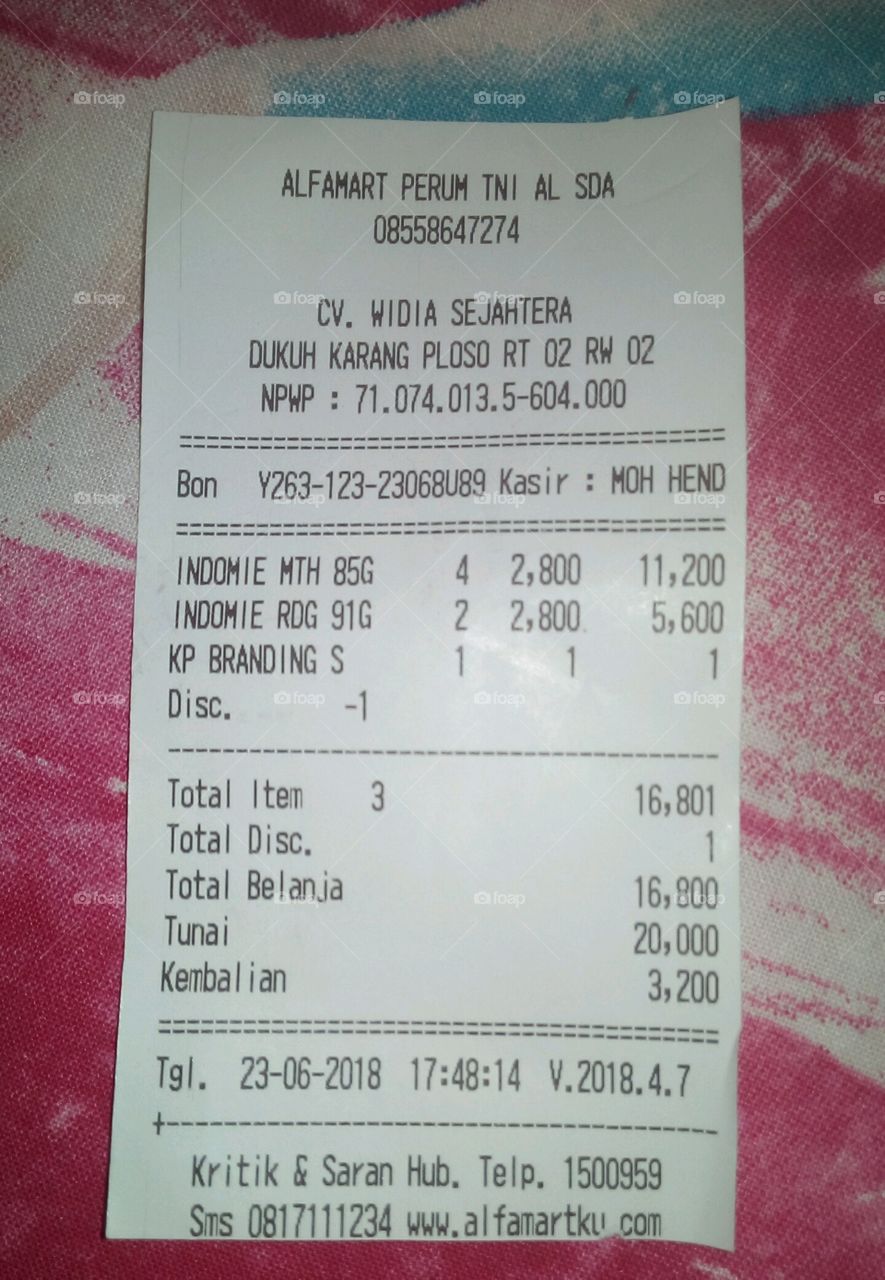 ALFAMART PERUM TNI AL SDA
08558647274
CV. WIDIA SEJAHTERA
DUKUH KARANG PLOSO RT 02 RW 02
NPWP : 71.074.013.5-604.000
==========================================
Bon Y263-123-23068U89 Kasir : MOH HEND
==========================================
INDOMIE MTH 85G 4 2,800 11,200
INDOMIE RDG 91G 2 2,800 5,600
KP BRANDING S 1 1 1
Disc. -1
------------------------------------------
Total Item 3 16,801
Total Disc. 1
Total Belanja 16,800
Tunai 20,000
Kembalian 3,200
==========================================
Tgl. 23-06-2018 17:48:14 V.2018.4.7
+-----------------------------------------
Kritik & Saran Hub. Telp. 1500959
Sms 0817111234 www.alfamartku.com
foap